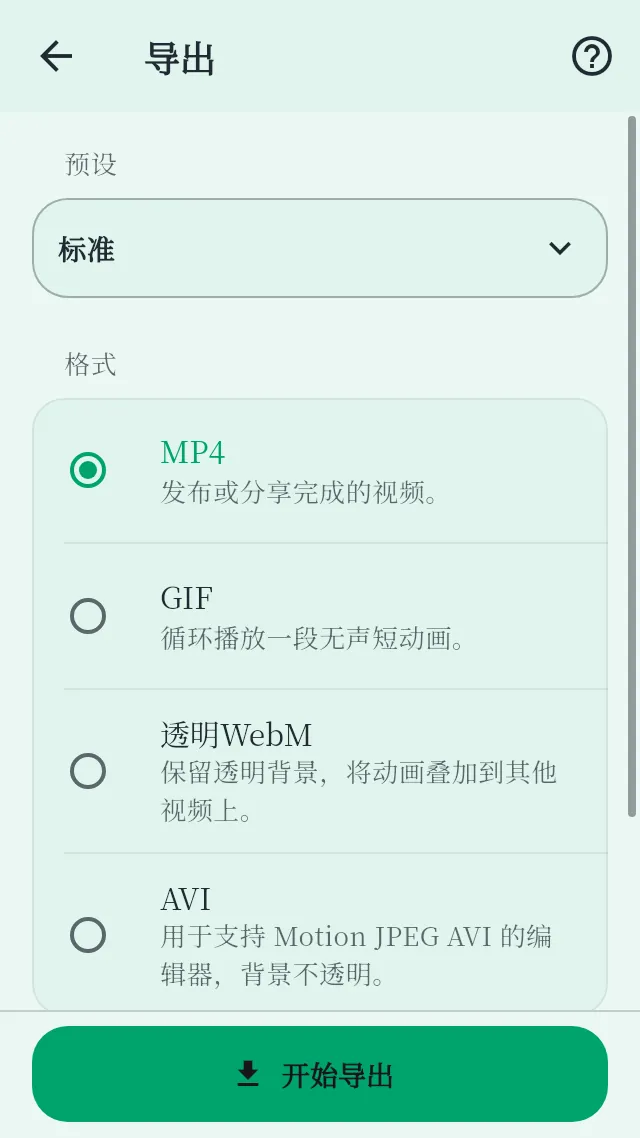 导出
预设
标准
格式
MP4
发布或分享完成的视频。
GIF
循环播放一段无声短动画。
透明WebM
保留透明背景，将动画叠加到其他
视频上。
AVI
用于支持 Motion JPEG AVI 的编
辑器，背景不透明。
开始导出